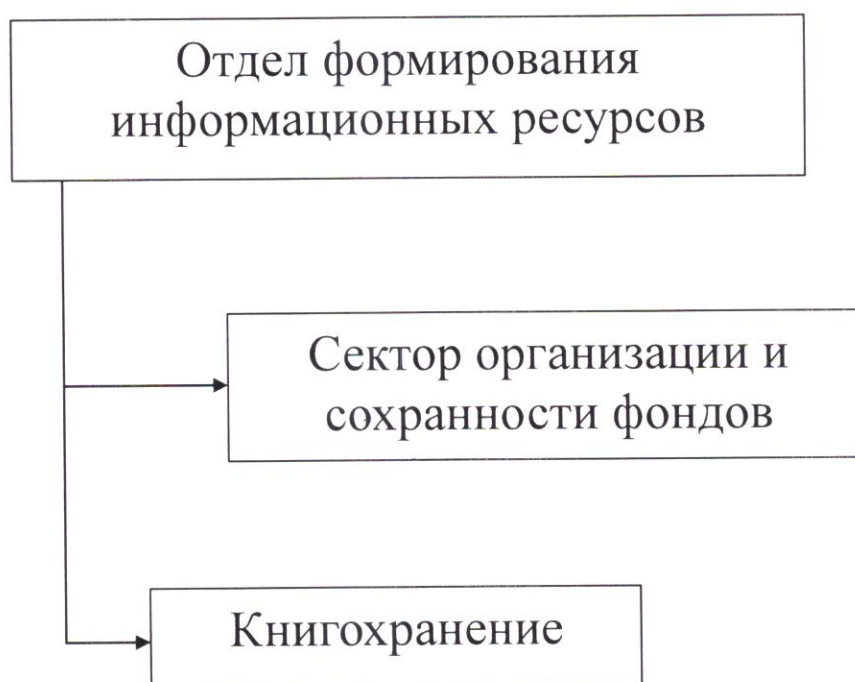 Отдел формирования
информационных ресурсов
Сектор организации и
сохранности фондов
Книгохранение